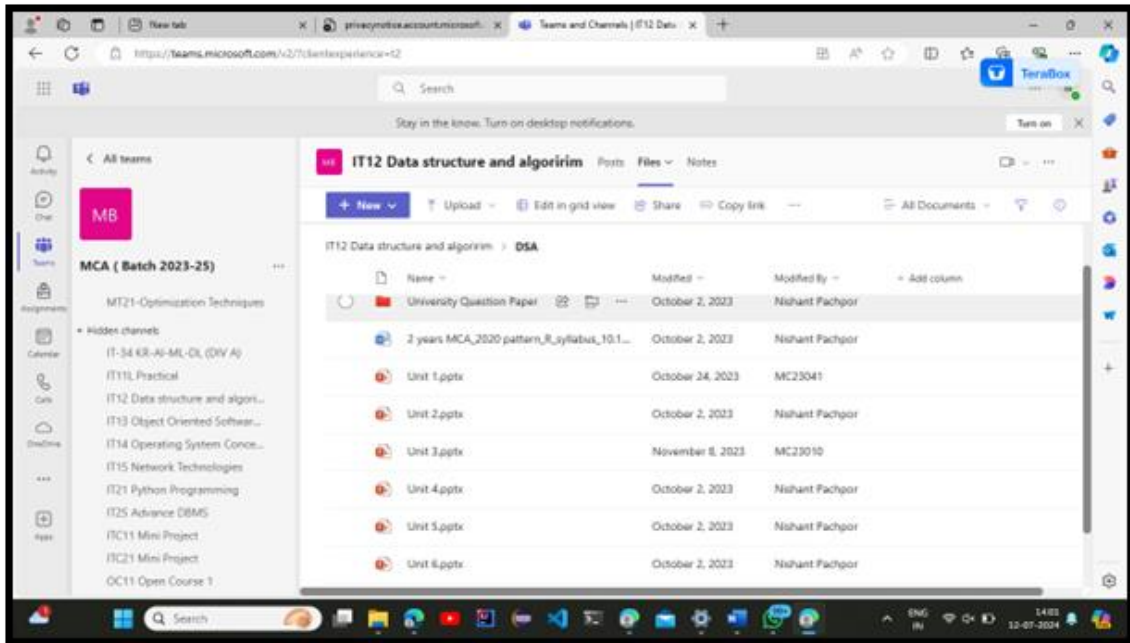 New tab
privacynotice.account.microsoft.
Teams and Channels | IT12 Data
https://teams.microsoft.com/v2/?clientexperience=t2
TeraBox
Search
Stay in the know. Turn on desktop notifications.
Turn on
Activity
Chat
Teams
Assignments
Calendar
Calls
OneDrive
Apps
All teams
MB
MCA ( Batch 2023-25)
MT21-Optimization Techniques
Hidden channels
IT-34 KR-AI-ML-DL (DIV A)
IT11L Practical
IT12 Data structure and algori...
IT13 Object Oriented Softwar...
IT14 Operating System Conce...
IT15 Network Technologies
IT21 Python Programming
IT25 Advance DBMS
ITC11 Mini Project
ITC21 Mini Project
OC11 Open Course 1
MB IT12 Data structure and algoririm Posts Files Notes
+ New Upload Edit in grid view Share Copy link ... All Documents
IT12 Data structure and algoririm > DSA
Name Modified Modified By + Add column
University Question Paper October 2, 2023 Nishant Pachpor
2 years MCA_2020 pattern_R_syllabus_10.1... October 2, 2023 Nishant Pachpor
Unit 1.pptx October 24, 2023 MC23041
Unit 2.pptx October 2, 2023 Nishant Pachpor
Unit 3.pptx November 8, 2023 MC23010
Unit 4.pptx October 2, 2023 Nishant Pachpor
Unit 5.pptx October 2, 2023 Nishant Pachpor
Unit 6.pptx October 2, 2023 Nishant Pachpor
Search
ENG
IN
14:01
12-07-2024